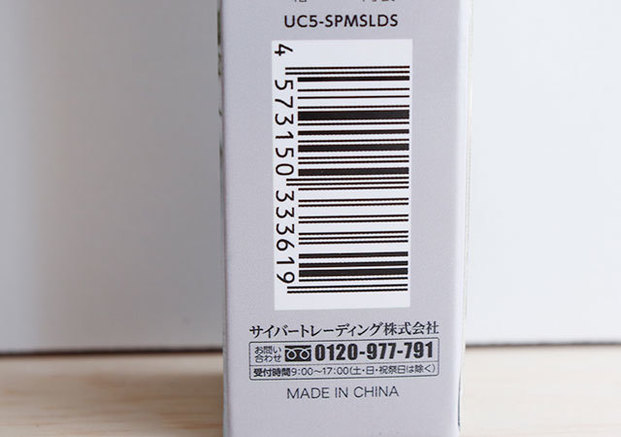 UC5-SPMSLDS
4 573150 333619
サイバートレーディング株式会社
お問い合わせ 0120-977-791
受付時間9:00～17:00(土・日・祝祭日は除く)
MADE IN CHINA